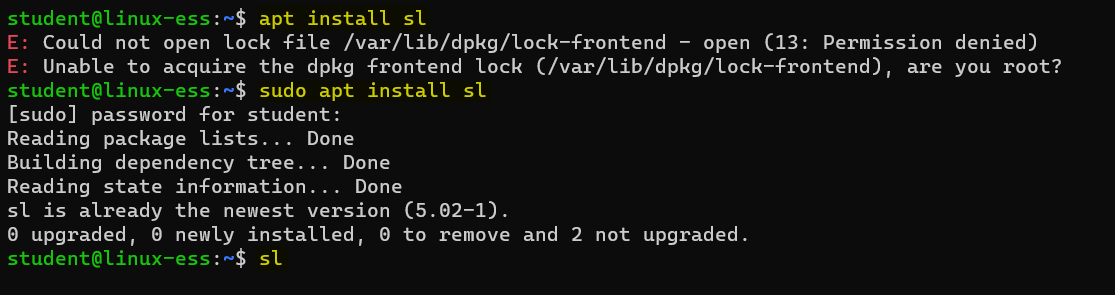 student@linux-ess:~$ apt install sl
E: Could not open lock file /var/lib/dpkg/lock-frontend - open (13: Permission denied)
E: Unable to acquire the dpkg frontend lock (/var/lib/dpkg/lock-frontend), are you root?
student@linux-ess:~$ sudo apt install sl
[sudo] password for student:
Reading package lists... Done
Building dependency tree... Done
Reading state information... Done
sl is already the newest version (5.02-1).
0 upgraded, 0 newly installed, 0 to remove and 2 not upgraded.
student@linux-ess:~$ sl